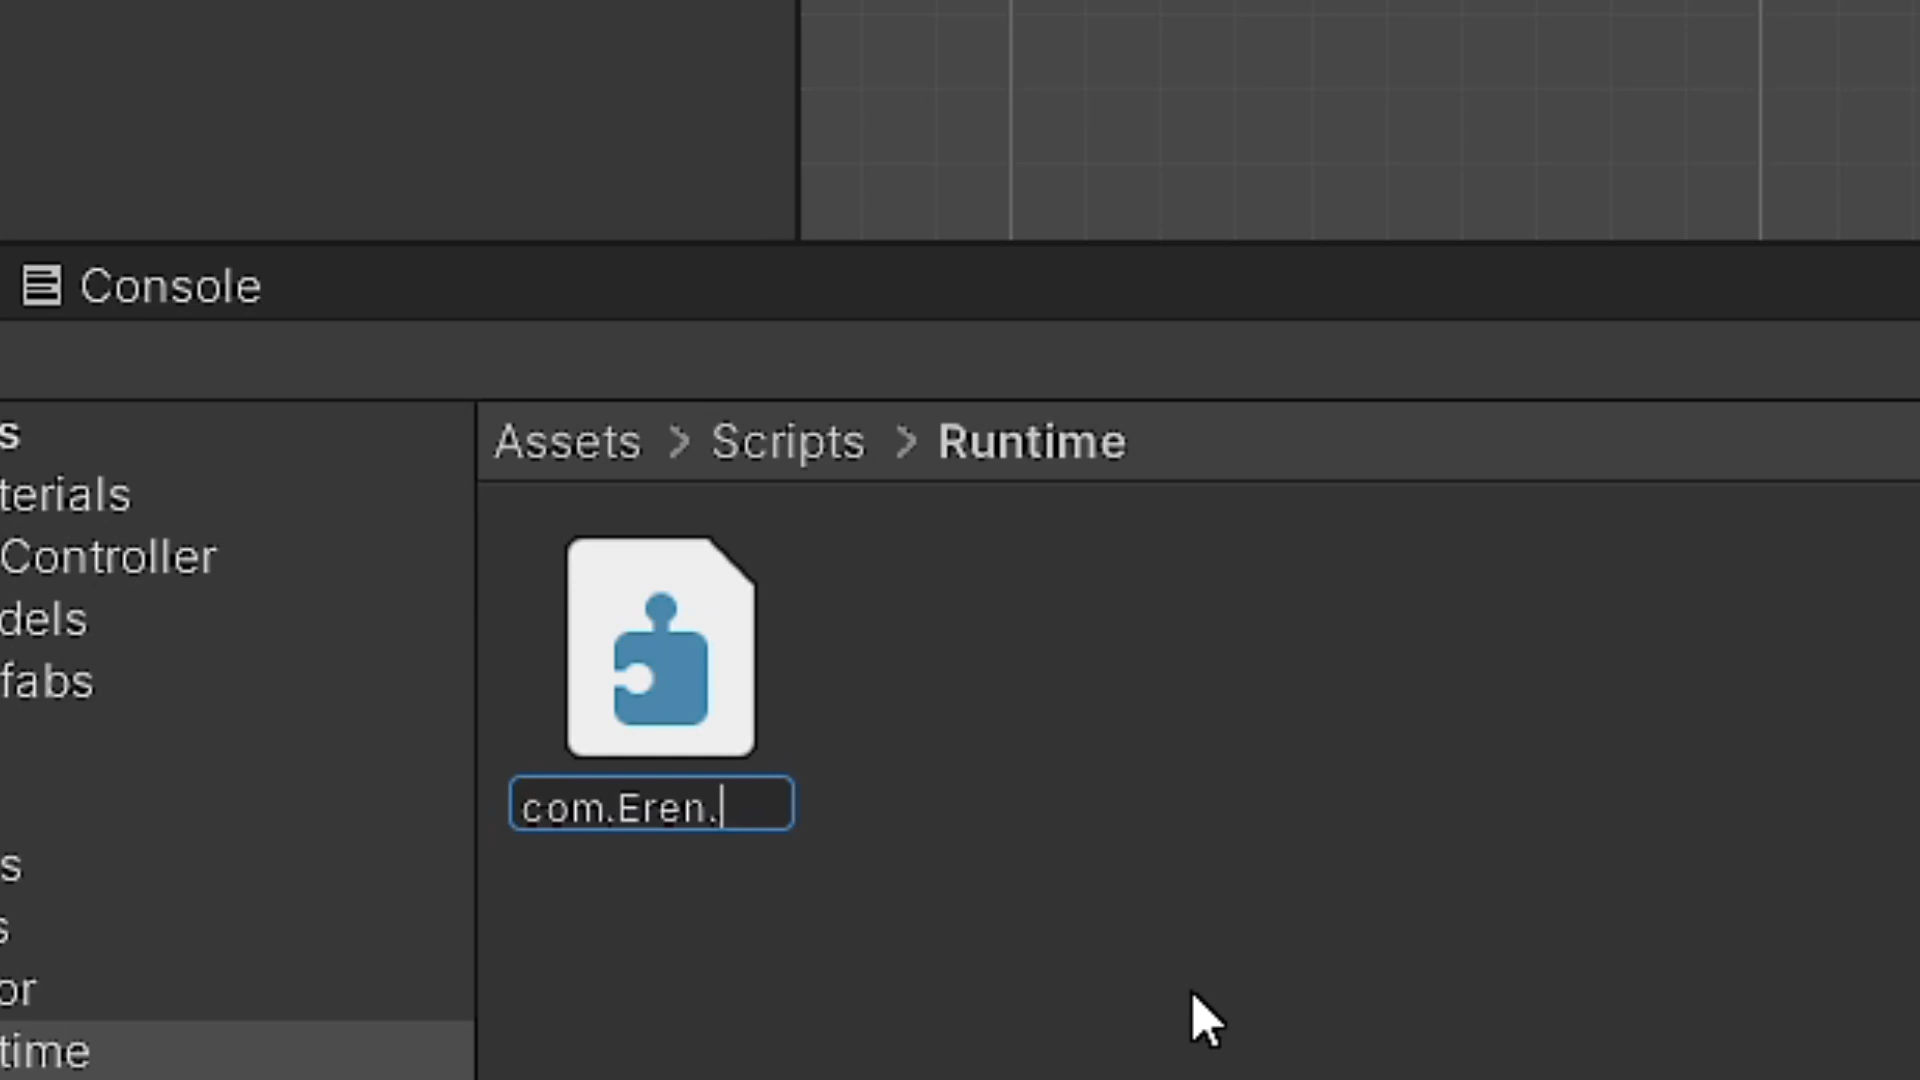 Console
Assets > Scripts > Runtime
s
terials
Controller
dels
fabs
com.Eren.
s
s
or
time